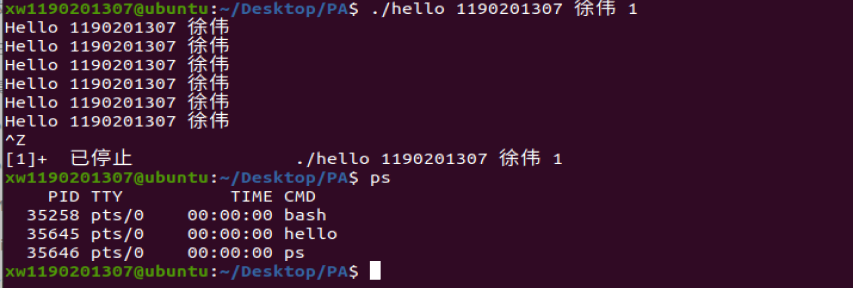 xw1190201307@ubuntu:~/Desktop/PA$ ./hello 1190201307 徐伟 1
Hello 1190201307 徐伟
Hello 1190201307 徐伟
Hello 1190201307 徐伟
Hello 1190201307 徐伟
Hello 1190201307 徐伟
Hello 1190201307 徐伟
^Z
[1]+  已停止               ./hello 1190201307 徐伟 1
xw1190201307@ubuntu:~/Desktop/PA$ ps
    PID TTY          TIME CMD
  35258 pts/0    00:00:00 bash
  35645 pts/0    00:00:00 hello
  35646 pts/0    00:00:00 ps
xw1190201307@ubuntu:~/Desktop/PA$